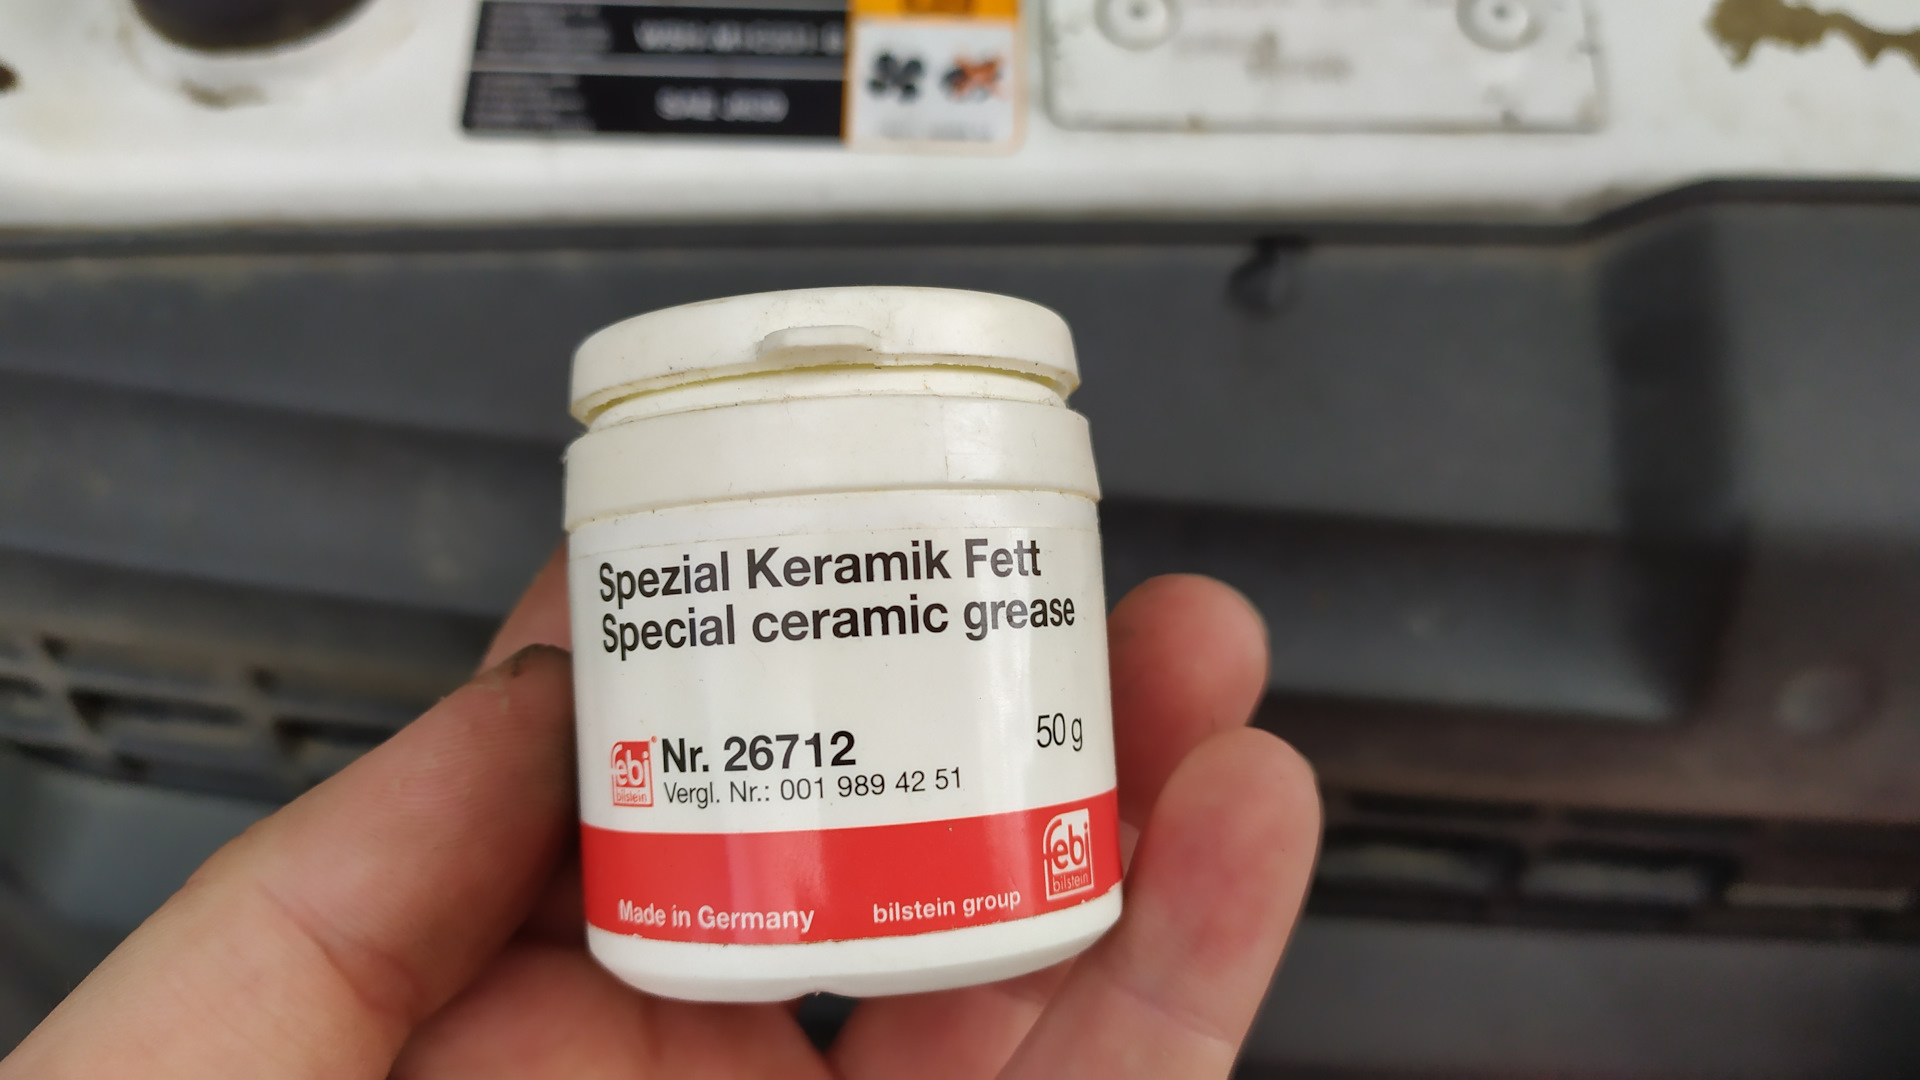 Spezial Keramik Fett
Special ceramic grease
50 g
febi
bilstein
Nr. 26712
Vergl. Nr.: 001 989 42 51
febi
bilstein
Made in Germany
bilstein group